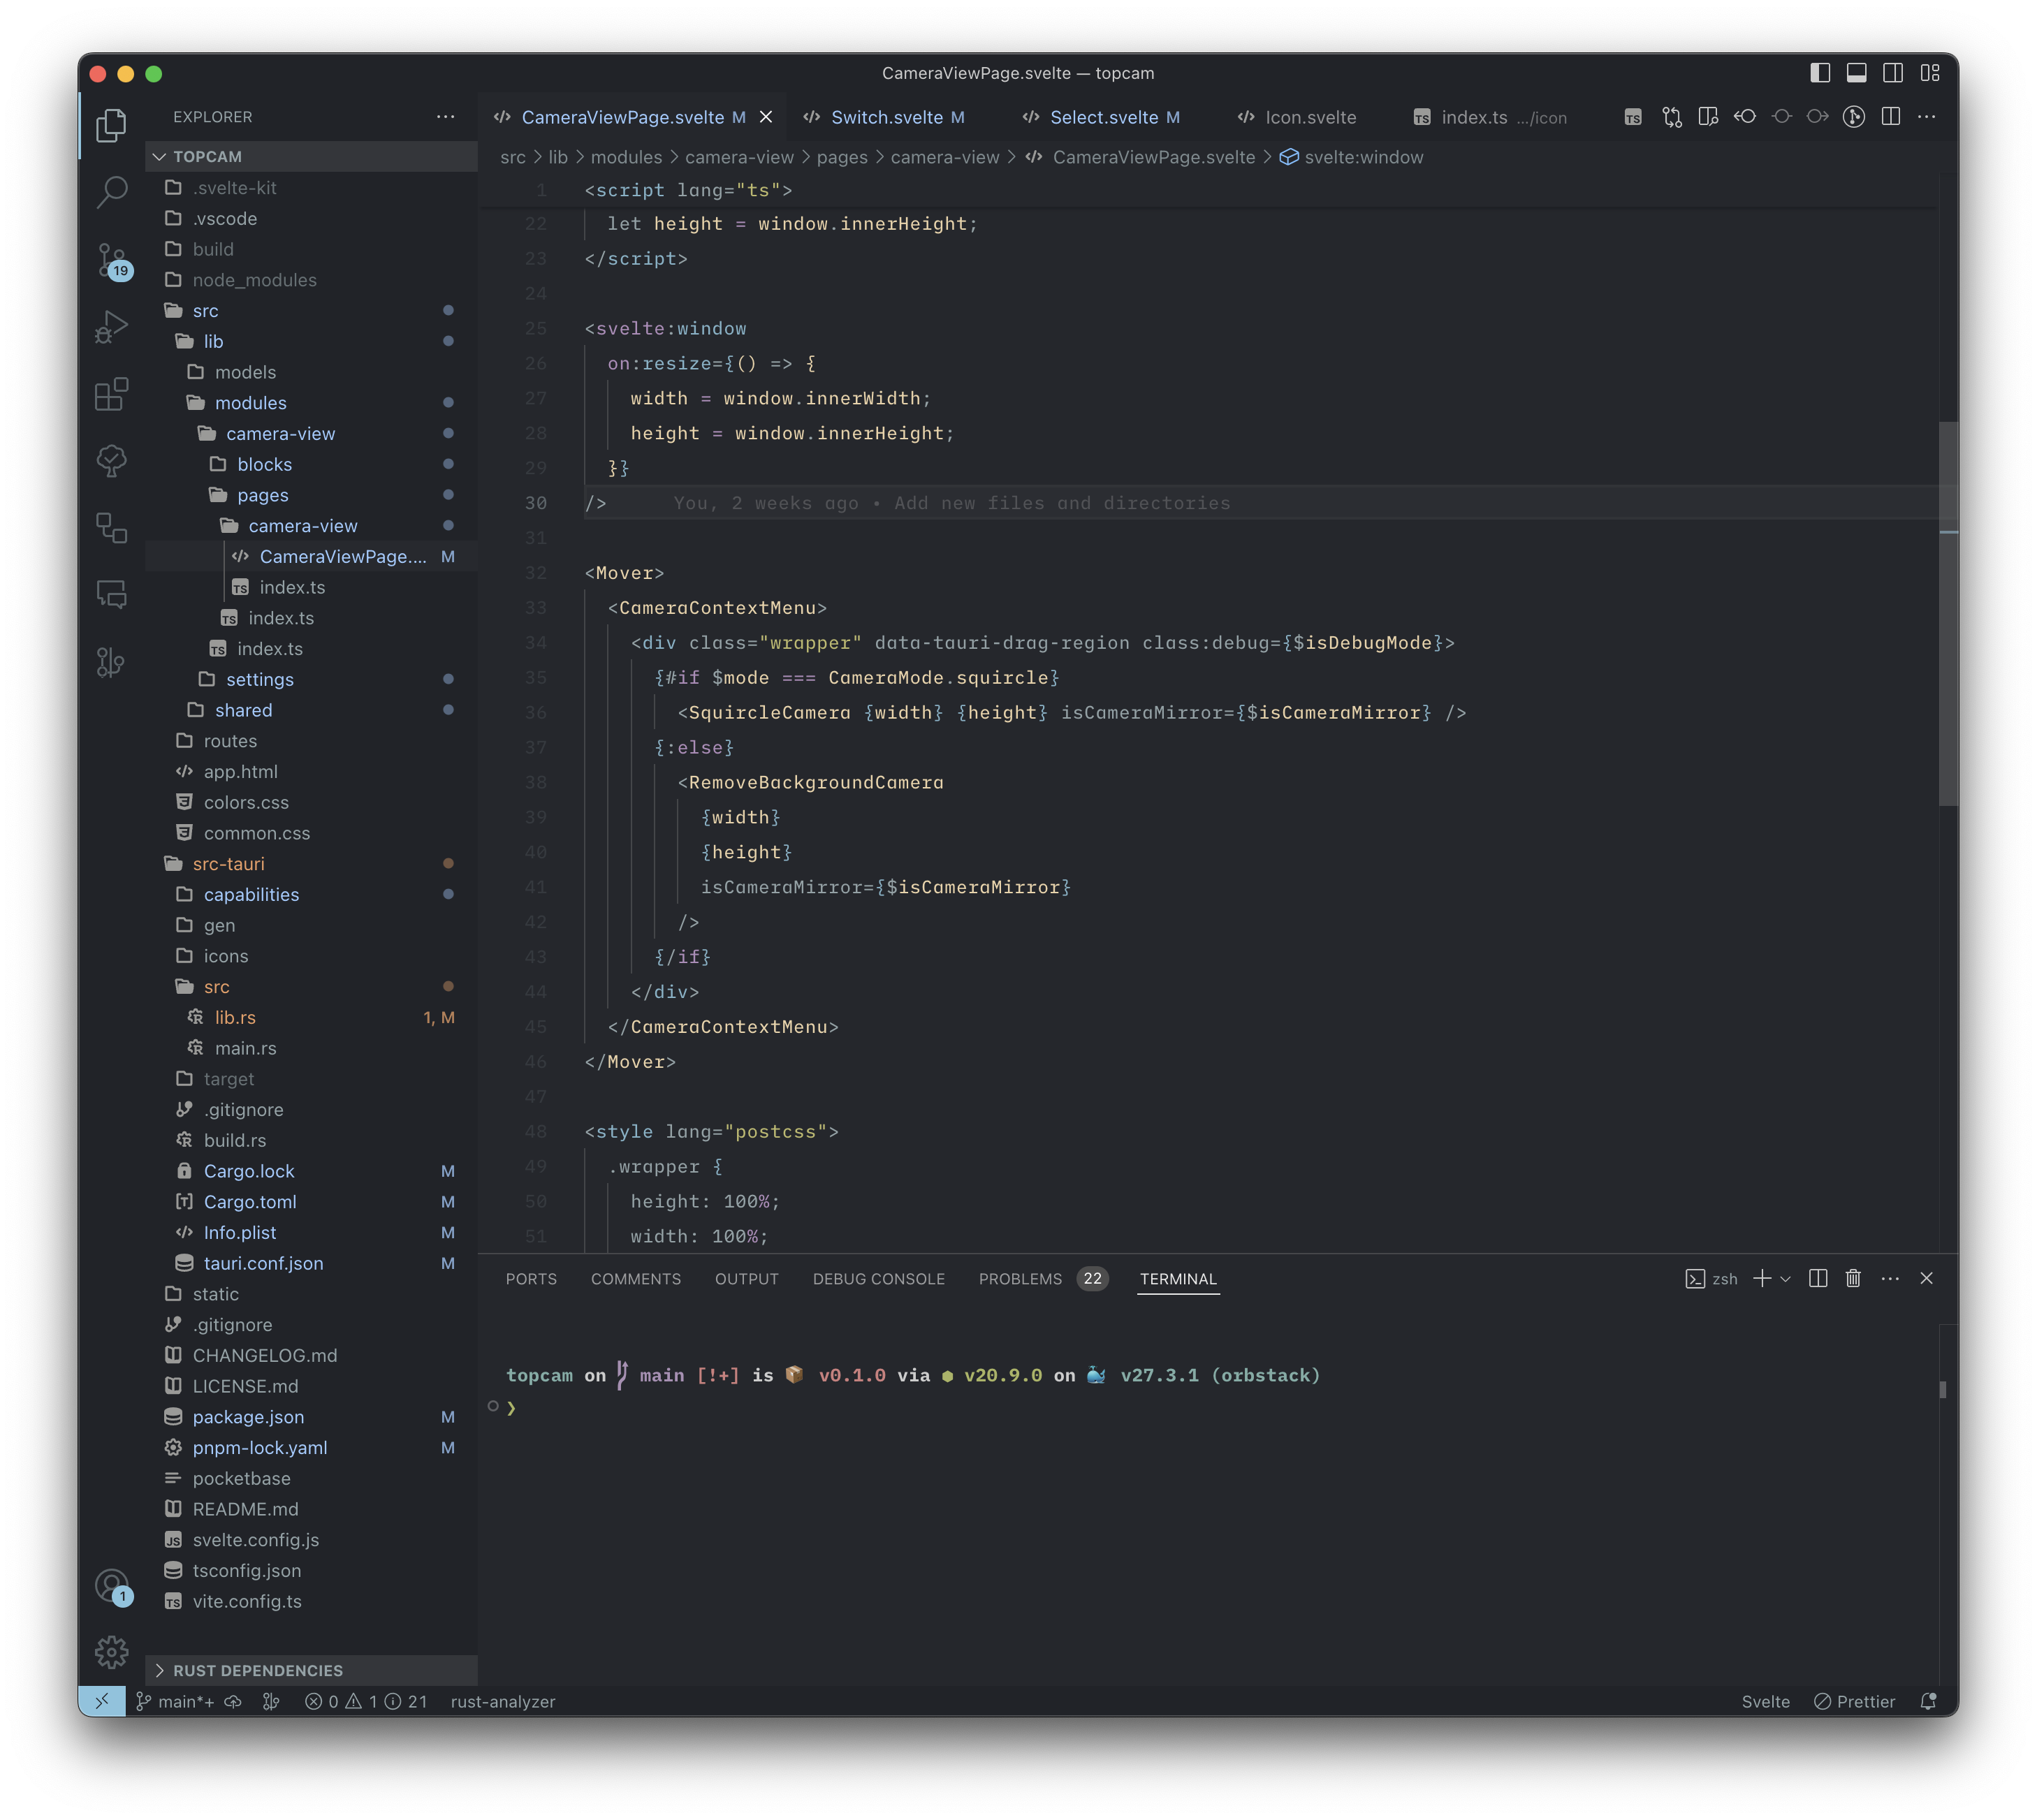 CameraViewPage.svelte — topcam
EXPLORER
TOPCAM
.svelte-kit
.vscode
build
node_modules
src
lib
models
modules
camera-view
blocks
pages
camera-view
CameraViewPage.... M
index.ts
index.ts
index.ts
settings
shared
routes
app.html
colors.css
common.css
src-tauri
capabilities
gen
icons
src
lib.rs 1, M
main.rs
target
.gitignore
build.rs
Cargo.lock M
Cargo.toml M
Info.plist M
tauri.conf.json M
static
.gitignore
CHANGELOG.md
LICENSE.md
package.json M
pnpm-lock.yaml M
pocketbase
README.md
svelte.config.js
tsconfig.json
vite.config.ts
RUST DEPENDENCIES
19
1
CameraViewPage.svelte M Switch.svelte M Select.svelte M Icon.svelte TS index.ts .../icon
src > lib > modules > camera-view > pages > camera-view > CameraViewPage.svelte > svelte:window
1 <script lang="ts">
22 let height = window.innerHeight;
23 </script>
24
25 <svelte:window
26 on:resize={() => {
27 width = window.innerWidth;
28 height = window.innerHeight;
29 }}
30 /> You, 2 weeks ago • Add new files and directories
31
32 <Mover>
33 <CameraContextMenu>
34 <div class="wrapper" data-tauri-drag-region class:debug={$isDebugMode}>
35 {#if $mode === CameraMode.squircle}
36 <SquircleCamera {width} {height} isCameraMirror={$isCameraMirror} />
37 {:else}
38 <RemoveBackgroundCamera
39 {width}
40 {height}
41 isCameraMirror={$isCameraMirror}
42 />
43 {/if}
44 </div>
45 </CameraContextMenu>
46 </Mover>
47
48 <style lang="postcss">
49 .wrapper {
50 height: 100%;
51 width: 100%;
PORTS COMMENTS OUTPUT DEBUG CONSOLE PROBLEMS 22 TERMINAL zsh
topcam on main [!+] is 📦 v0.1.0 via ⬢ v20.9.0 on 🐳 v27.3.1 (orbstack)
❯
main*+ 0 1 21 rust-analyzer Svelte Prettier